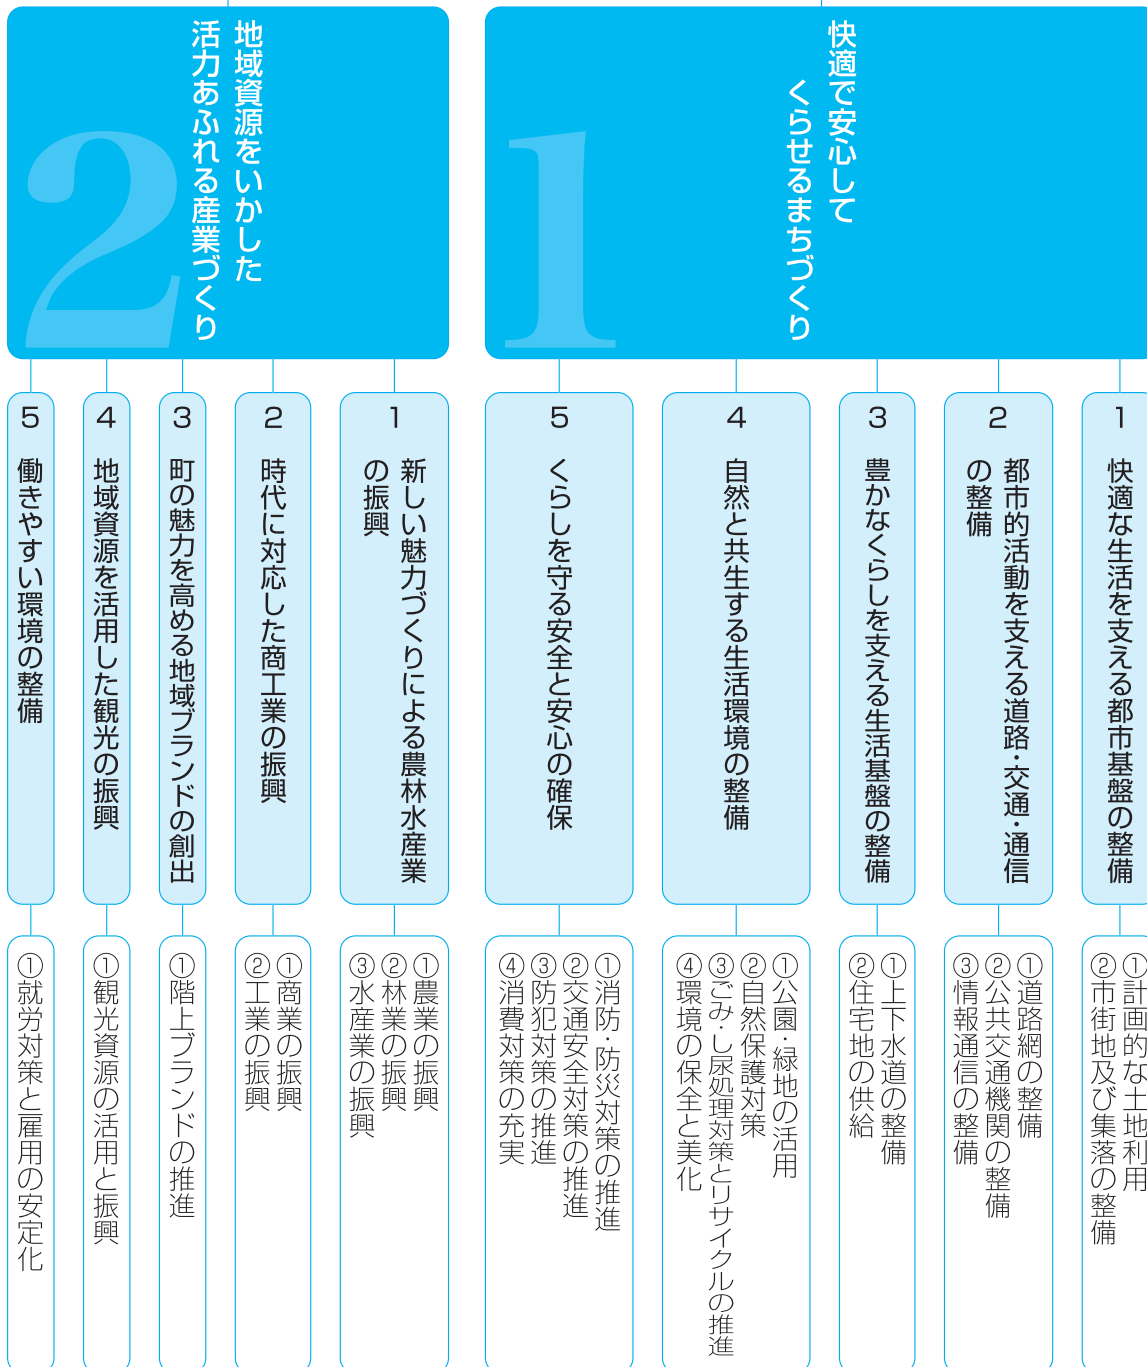 1
快適で安心して
くらせるまちづくり
1
快適な生活を支える都市基盤の整備
①計画的な土地利用
②市街地及び集落の整備
2
都市的活動を支える道路・交通・通信
の整備
①道路網の整備
②公共交通機関の整備
③情報通信の整備
3
豊かなくらしを支える生活基盤の整備
①上下水道の整備
②住宅地の供給
4
自然と共生する生活環境の整備
①公園・緑地の活用
②自然保護対策
③ごみ・し尿処理対策とリサイクルの推進
④環境の保全と美化
5
くらしを守る安全と安心の確保
①消防・防災対策の推進
②交通安全対策の推進
③防犯対策の推進
④消費対策の充実
2
地域資源をいかした
活力あふれる産業づくり
1
新しい魅力づくりによる農林水産業
の振興
①農業の振興
②林業の振興
③水産業の振興
2
時代に対応した商工業の振興
①商業の振興
②工業の振興
3
町の魅力を高める地域ブランドの創出
①階上ブランドの推進
4
地域資源を活用した観光の振興
①観光資源の活用と振興
5
働きやすい環境の整備
①就労対策と雇用の安定化